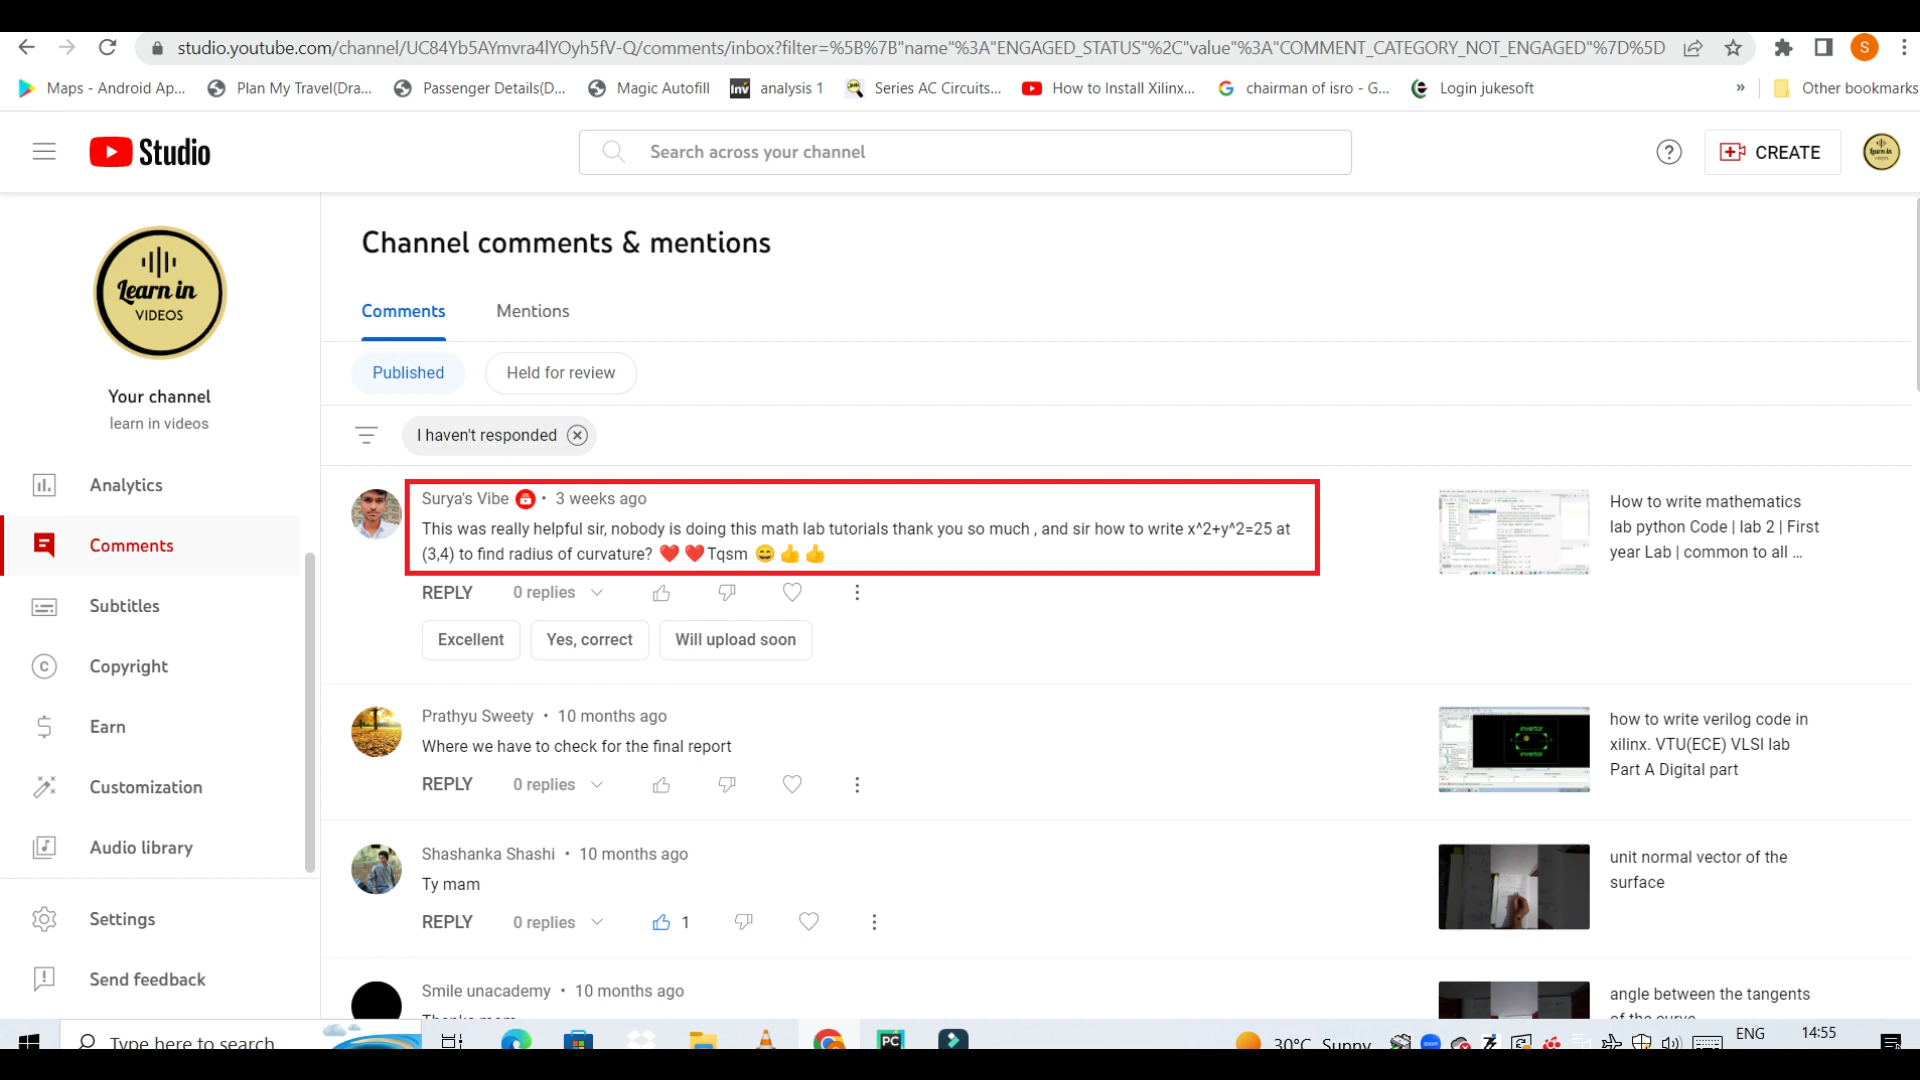 studio.youtube.com/channel/UC84Yb5AYmvra4lYOyh5fV-Q/comments/inbox?filter=%5B%7B"name"%3A"ENGAGED_STATUS"%2C"value"%3A"COMMENT_CATEGORY_NOT_ENGAGED"%7D%5D
S
Maps - Android Ap... Plan My Travel(Dra... Passenger Details(D... Magic Autofill analysis 1 Series AC Circuits... How to Install Xilinx... chairman of isro - G... Login jukesoft » Other bookmarks
Studio
Search across your channel
CREATE
Learn in
VIDEOS
Your channel
learn in videos
Analytics
Comments
Subtitles
Copyright
Earn
Customization
Audio library
Settings
Send feedback
Channel comments & mentions
Comments Mentions
Published Held for review
I haven't responded
Surya's Vibe • 3 weeks ago
This was really helpful sir, nobody is doing this math lab tutorials thank you so much , and sir how to write x^2+y^2=25 at
(3,4) to find radius of curvature? ❤️ ❤️ Tqsm 😄 👍 👍
REPLY 0 replies
Excellent Yes, correct Will upload soon
How to write mathematics
lab python Code | lab 2 | First
year Lab | common to all ...
Prathyu Sweety • 10 months ago
Where we have to check for the final report
REPLY 0 replies
invertor
invertor
how to write verilog code in
xilinx. VTU(ECE) VLSI lab
Part A Digital part
Shashanka Shashi • 10 months ago
Ty mam
REPLY 0 replies 1
unit normal vector of the
surface
Smile unacademy • 10 months ago
Thanks mam
angle between the tangents
of the curve
Type here to search
PC
30°C Sunny
zoom
ENG
14:55